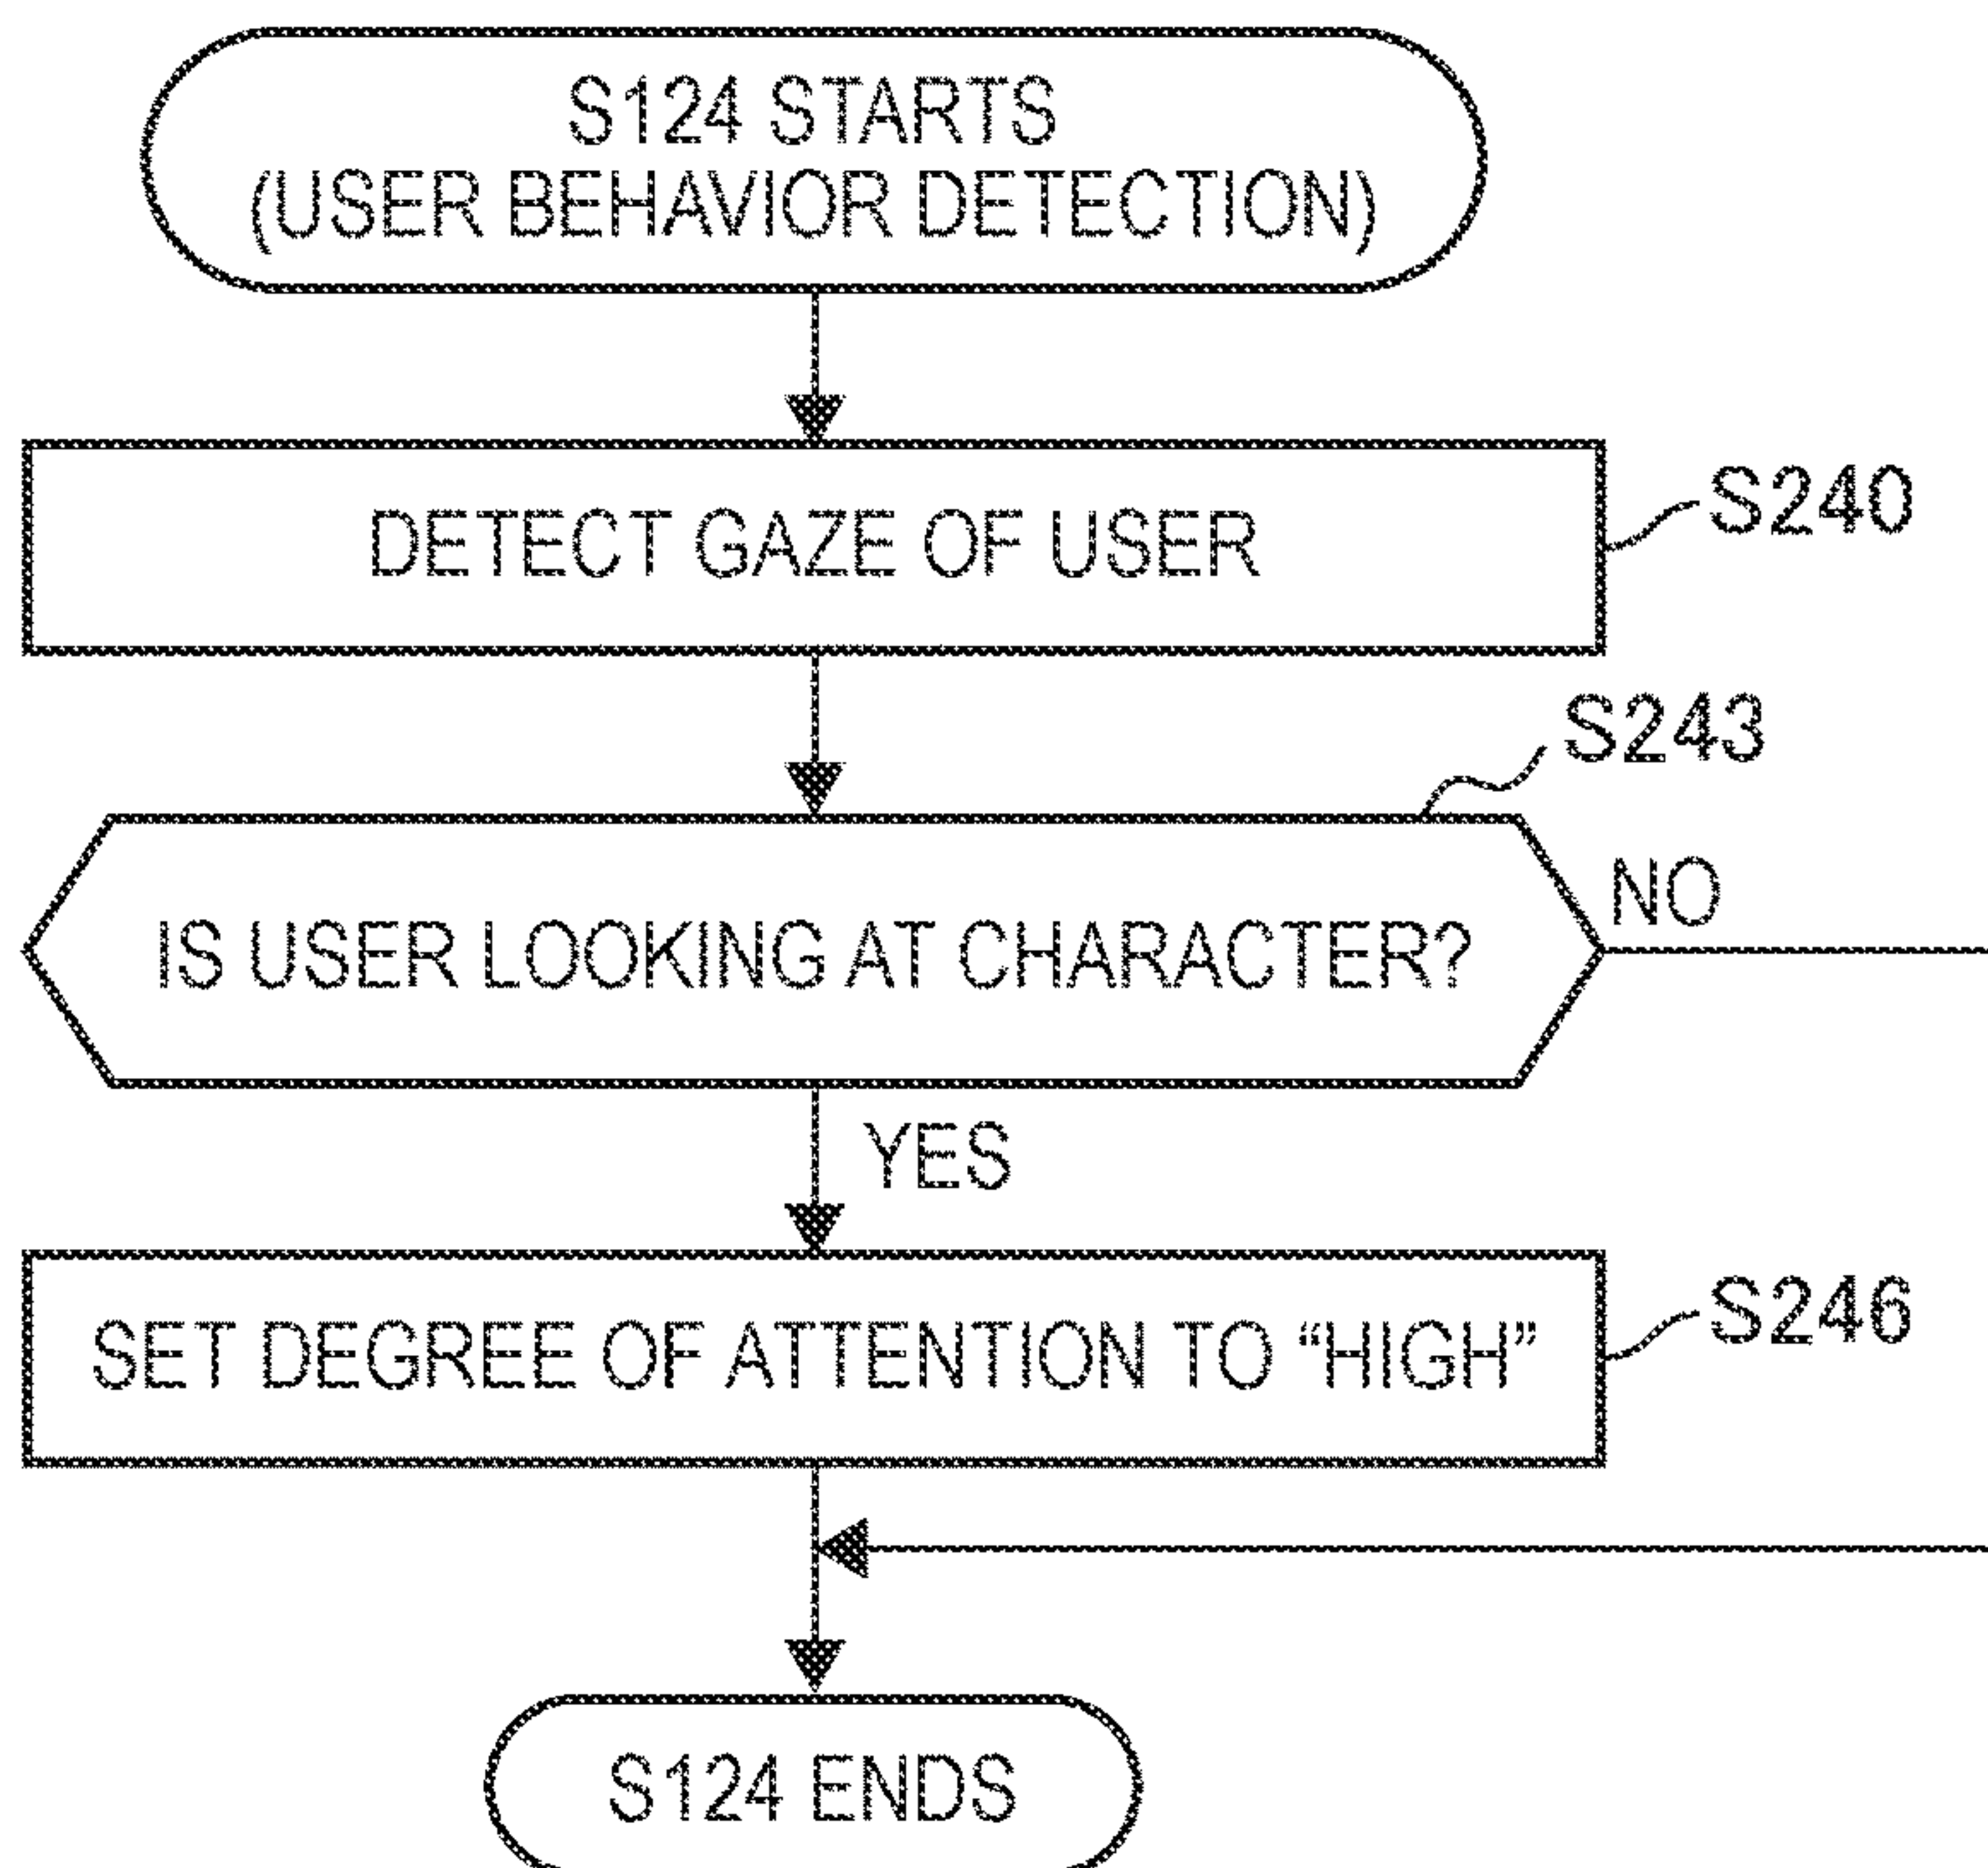 S124 STARTS
(USER BEHAVIOR DETECTION)
DETECT GAZE OF USER
S240
S243
IS USER LOOKING AT CHARACTER?
NO
YES
SET DEGREE OF ATTENTION TO “HIGH”
S246
S124 ENDS